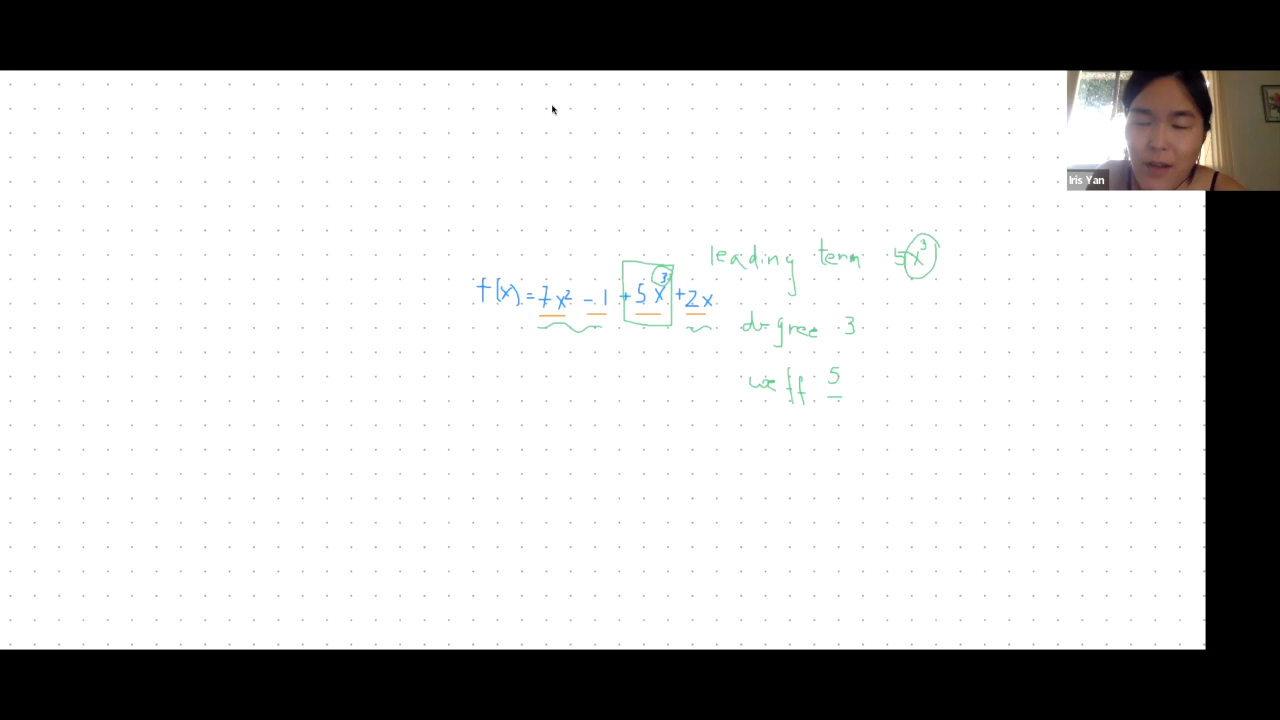 Iris Yan
leading term 5x³
f(x) = 7x² - 1 + 5x³ + 2x
degree 3
coeff 5